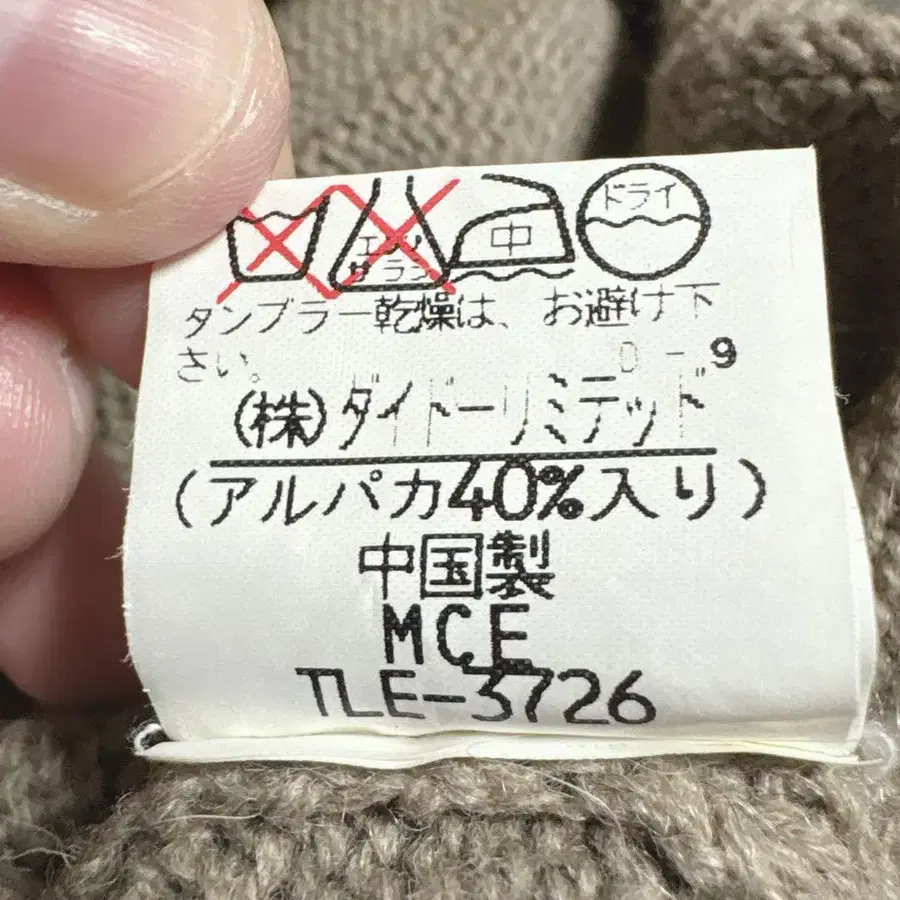 エンソ
サラシ
中
ドライ
タンブラー乾燥は、お避け下
さい。
0-9
(株)ダイドーリミテッド
(アルパカ40%入り)
中国製
MCE
TLE-3726